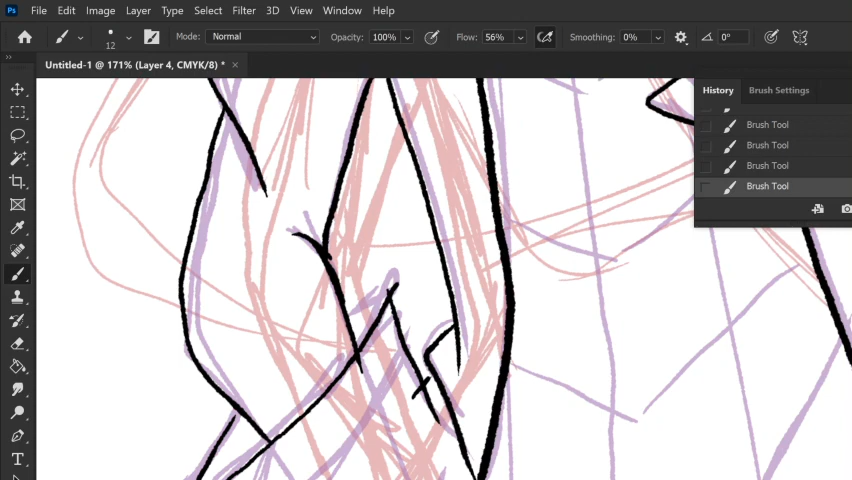 Ps File Edit Image Layer Type Select Filter 3D View Window Help
12 Mode: Normal Opacity: 100% Flow: 56% Smoothing: 0% 0°
Untitled-1 @ 171% (Layer 4, CMYK/8) * ×
History Brush Settings
Brush Tool
Brush Tool
Brush Tool
Brush Tool